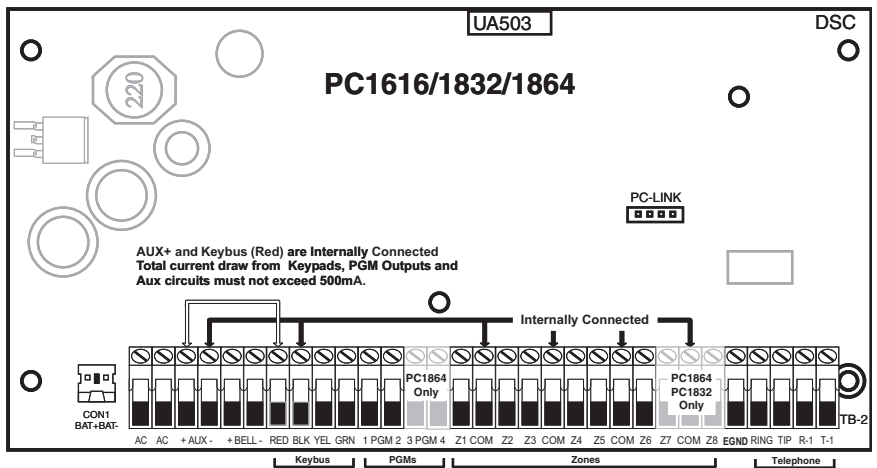 UA503
DSC
PC1616/1832/1864
220
PC-LINK
AUX+ and Keybus (Red) are Internally Connected
Total current draw from Keypads, PGM Outputs and
Aux circuits must not exceed 500mA.
Internally Connected
PC1864
Only
PC1864
PC1832
Only
CON1
BAT+BAT-
TB-2
AC AC + AUX - + BELL - RED BLK YEL GRN 1 PGM 2 3 PGM 4 Z1 COM Z2 Z3 COM Z4 Z5 COM Z6 Z7 COM Z8 EGND RING TIP R-1 T-1
Keybus PGMs Zones Telephone